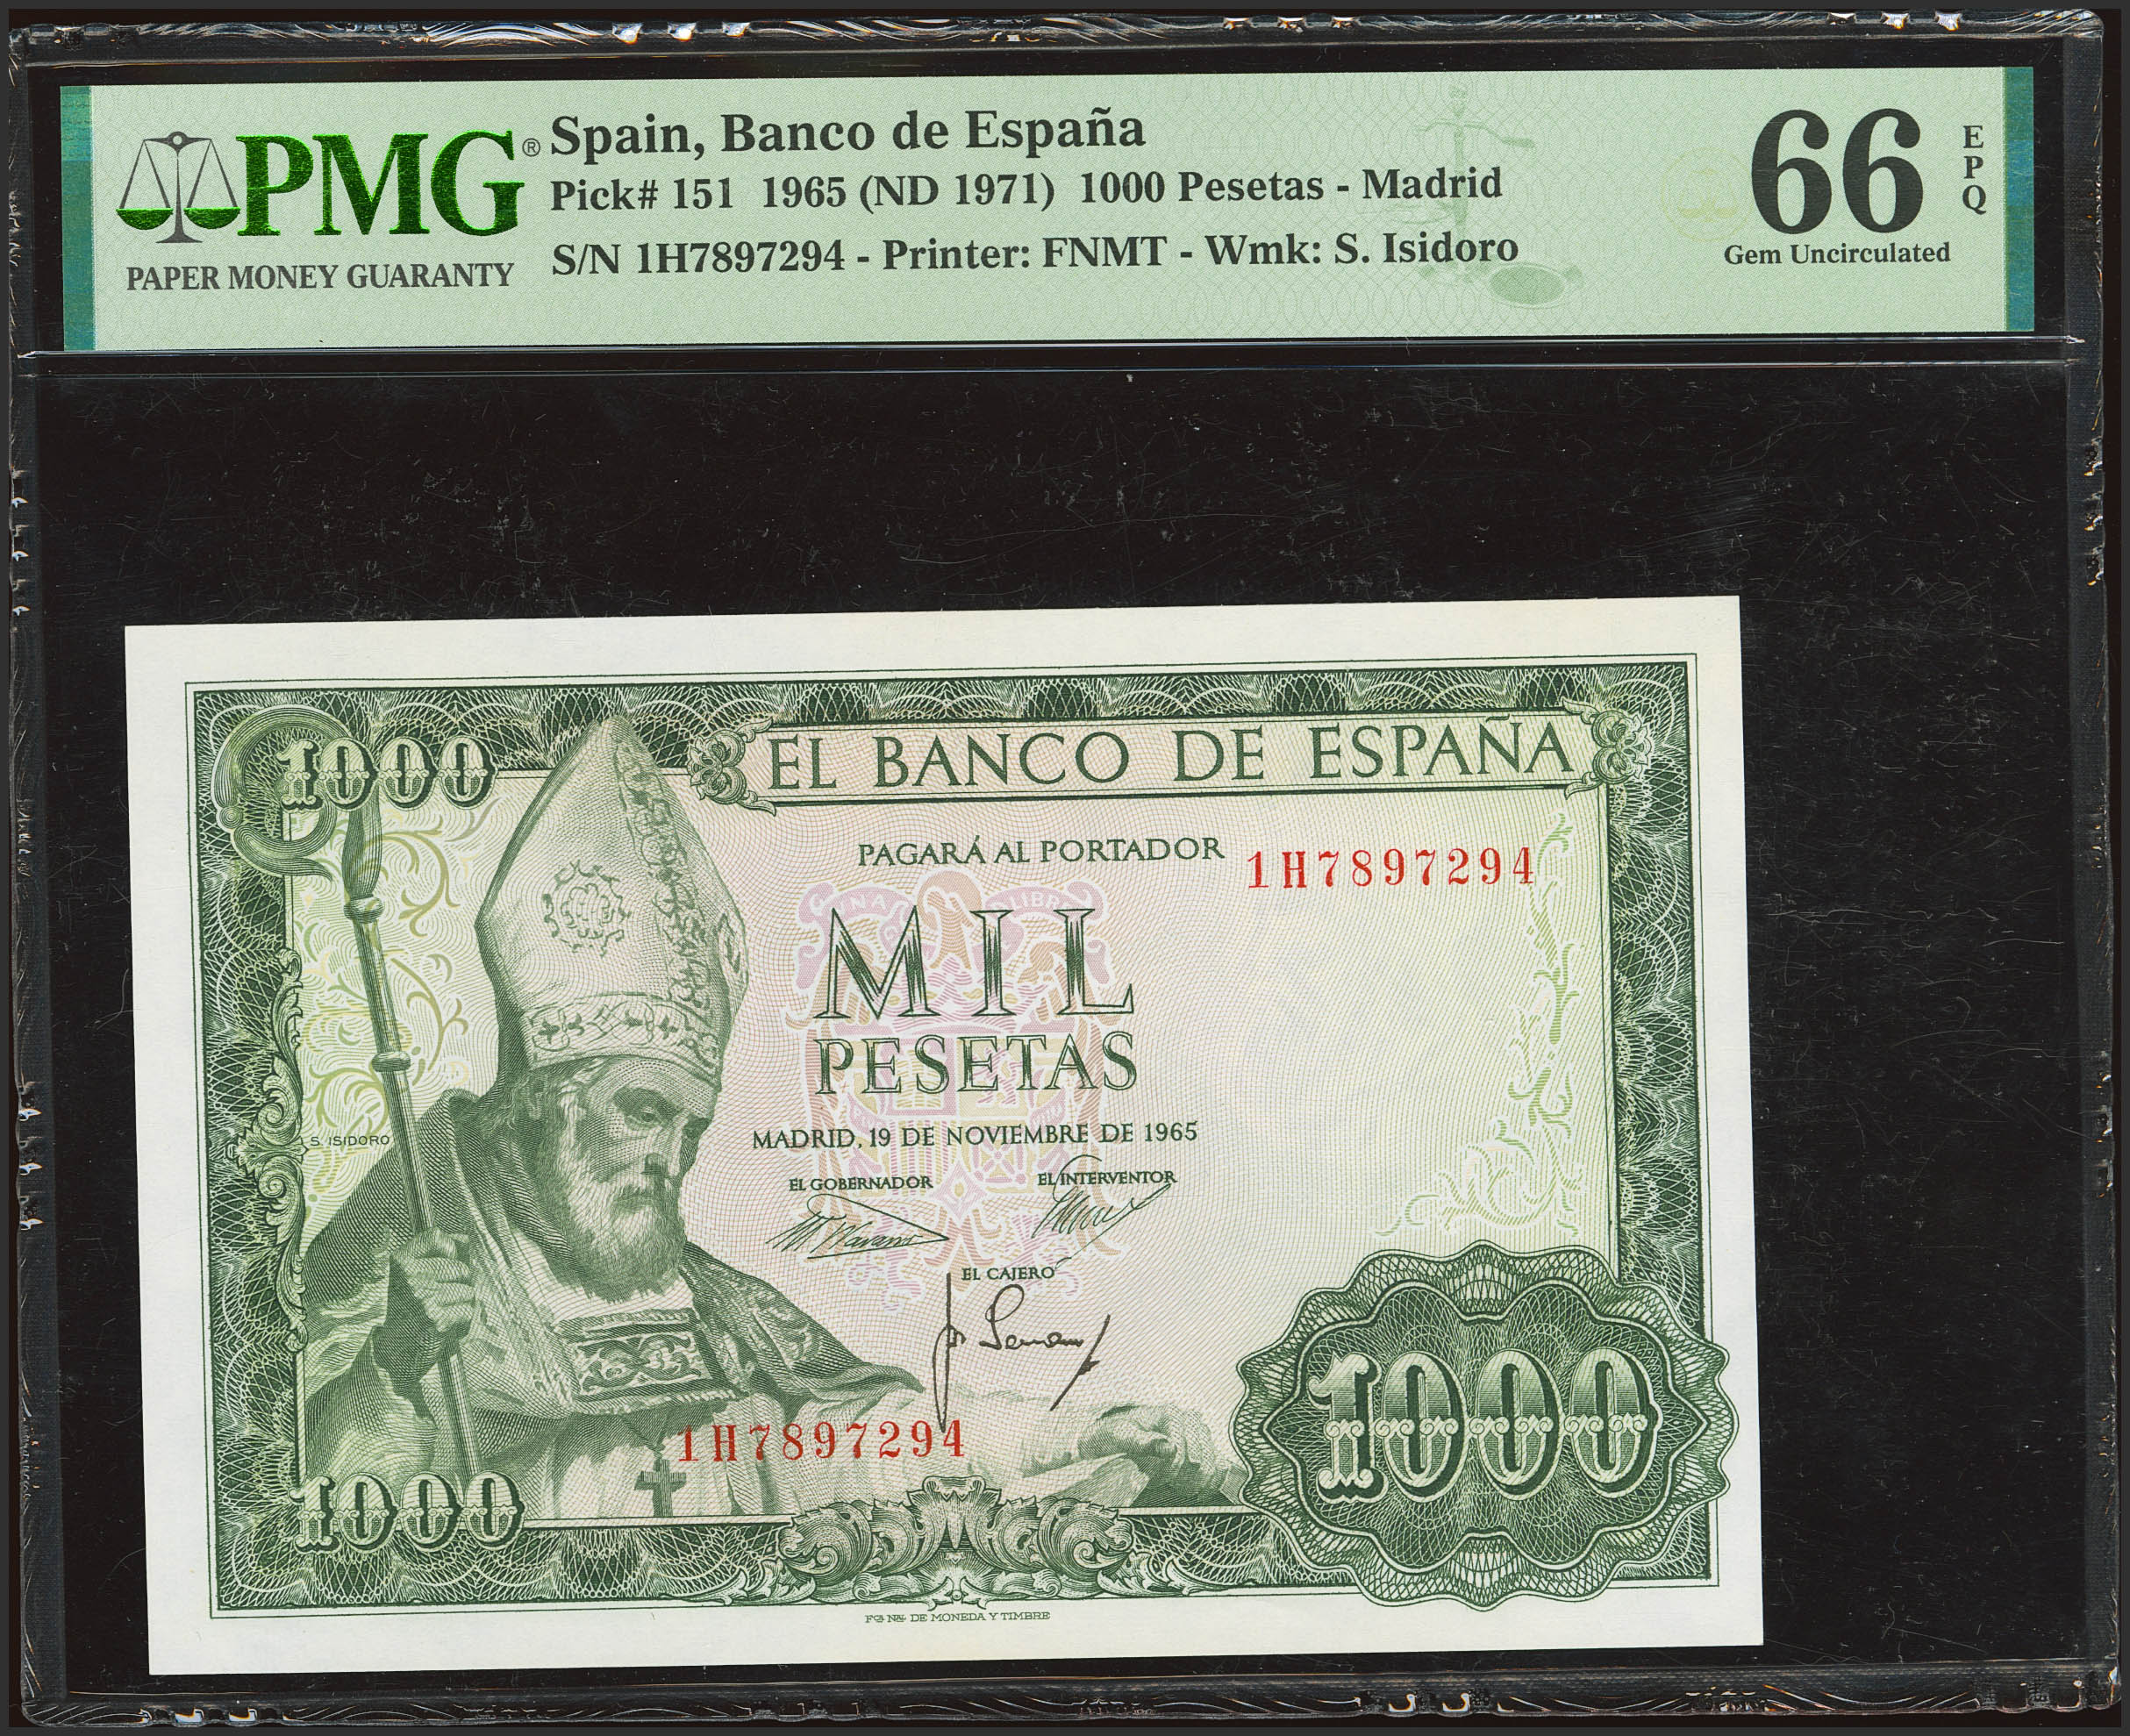 PMG®
PAPER MONEY GUARANTY
Spain, Banco de España
Pick# 151 1965 (ND 1971) 1000 Pesetas - Madrid
S/N 1H7897294 - Printer: FNMT - Wmk: S. Isidoro
66
EPQ
Gem Uncirculated
1000
EL BANCO DE ESPAÑA
PAGARÁ AL PORTADOR
1H7897294
MIL
PESETAS
S. ISIDORO
MADRID, 19 DE NOVIEMBRE DE 1965
EL GOBERNADOR
EL INTERVENTOR
EL CAJERO
1H7897294
1000
1000
FCA NAL DE MONEDA Y TIMBRE